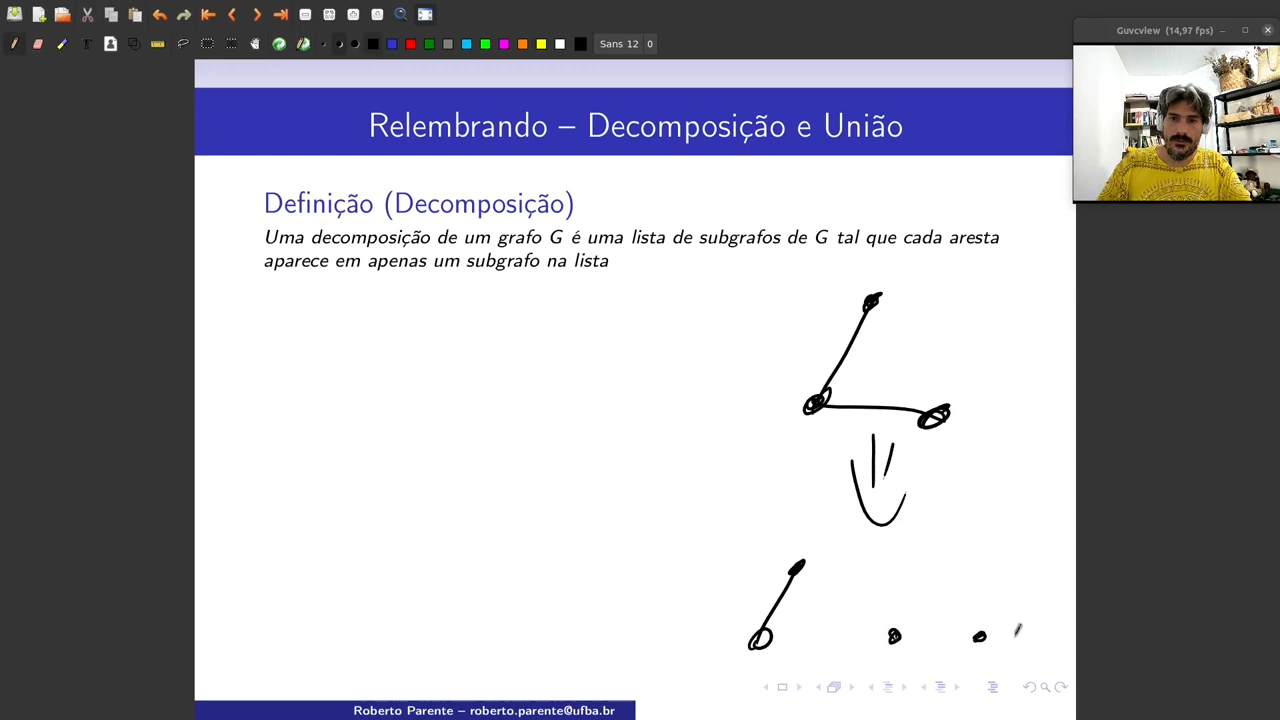 Guvcview (14,97 fps)
Sans 12 0
Relembrando – Decomposição e União
Definição (Decomposição)
Uma decomposição de um grafo G é uma lista de subgrafos de G tal que cada aresta
aparece em apenas um subgrafo na lista
Roberto Parente – roberto.parente@ufba.br